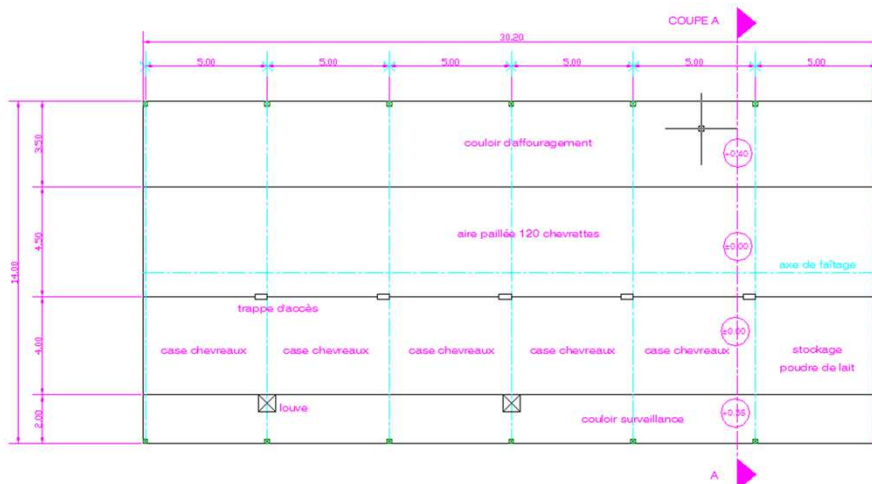 COUPE A
30.20
5.00 5.00 5.00 5.00 5.00 5.00
3.50
couloir d'affouragement
+0.40
4.50
aire paillée 120 chevrettes
±0.00
14.00
axe de faîtage
trappe d'accès
4.00
±0.00
case chevreaux case chevreaux case chevreaux case chevreaux case chevreaux
stockage
poudre de lait
2.00
louve
couloir surveillance
+0.35
A